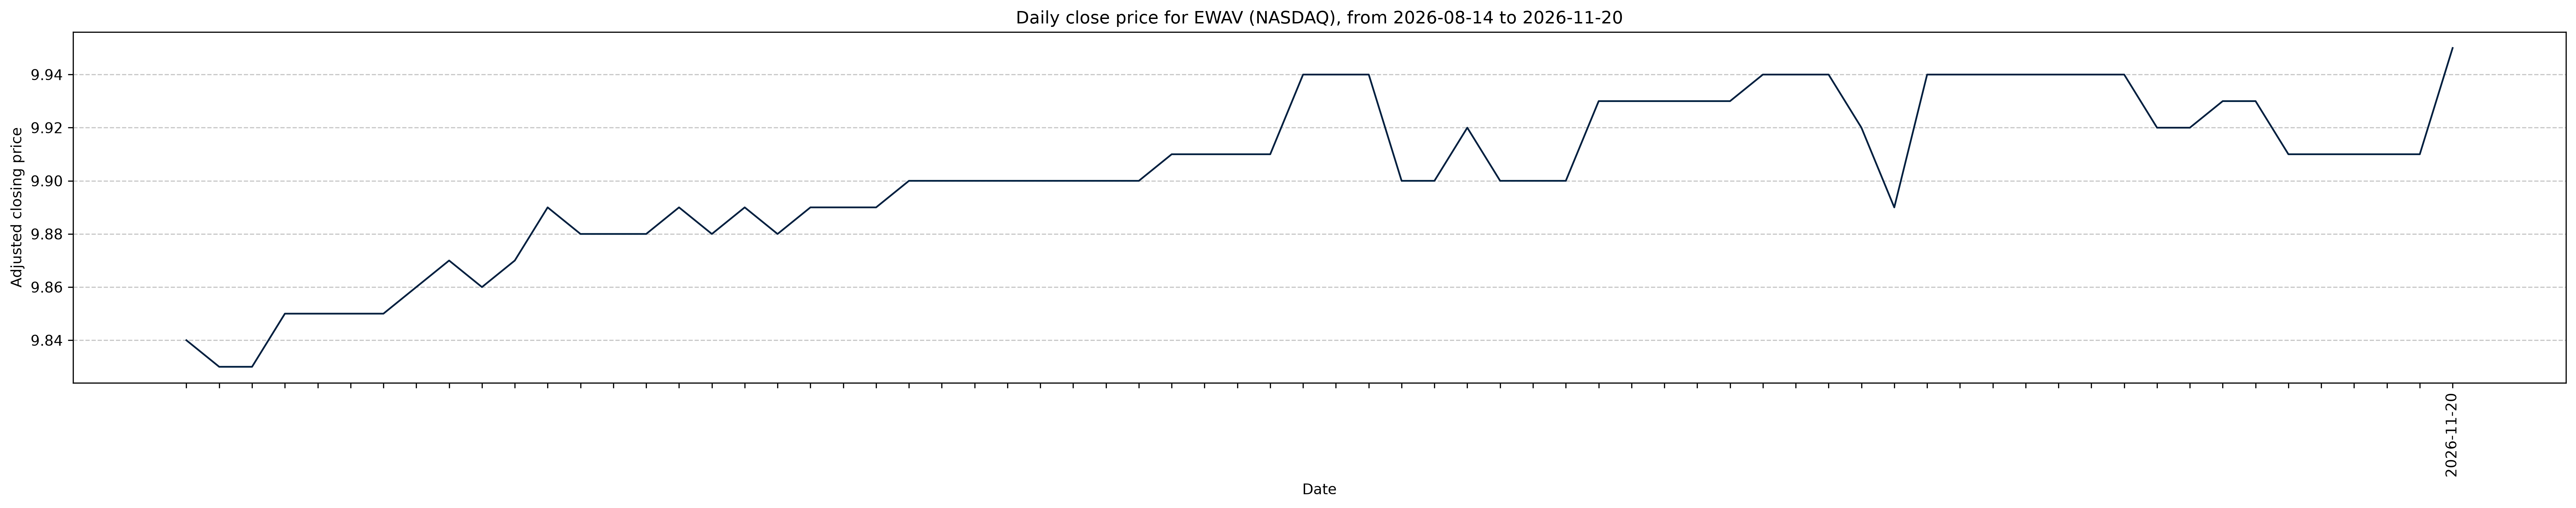 Daily close price for EWAV (NASDAQ), from 2026-08-14 to 2026-11-20
Adjusted closing price
9.94
9.92
9.90
9.88
9.86
9.84
2026-11-20
Date